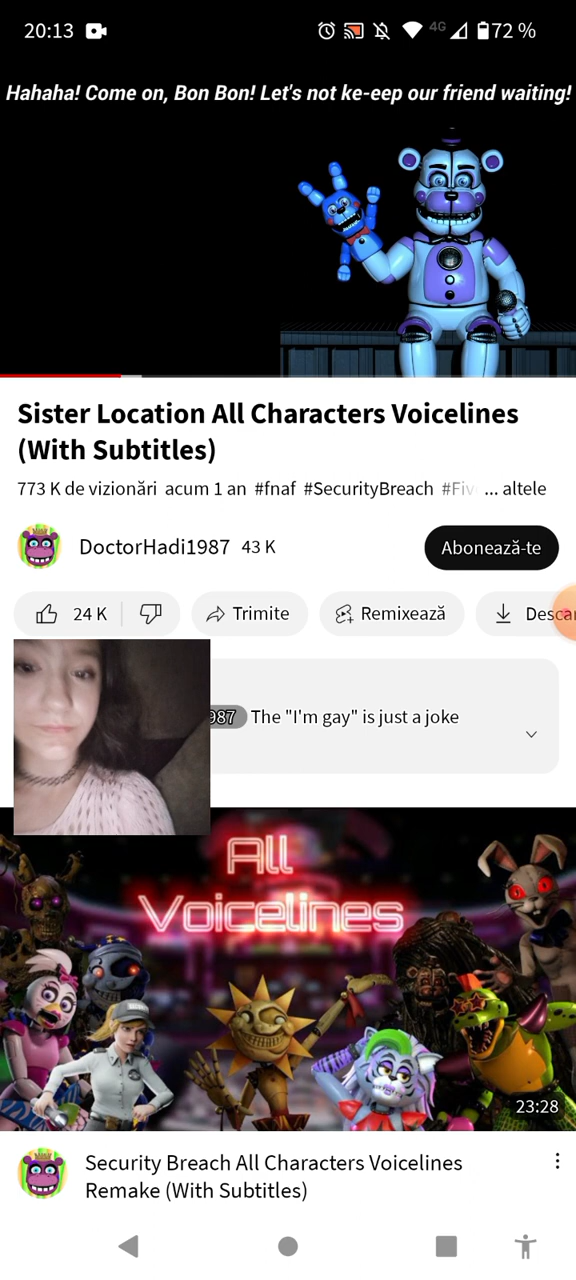 20:13
4G
72 %
Hahaha! Come on, Bon Bon! Let's not ke-eep our friend waiting!
Sister Location All Characters Voicelines
(With Subtitles)
773 K de vizionări acum 1 an #fnaf #SecurityBreach #Fiv ... altele
DoctorHadi1987 43 K
Abonează-te
24 K
Trimite
Remixează
Descar
987 The "I'm gay" is just a joke
All
Voicelines
23:28
Security Breach All Characters Voicelines
Remake (With Subtitles)